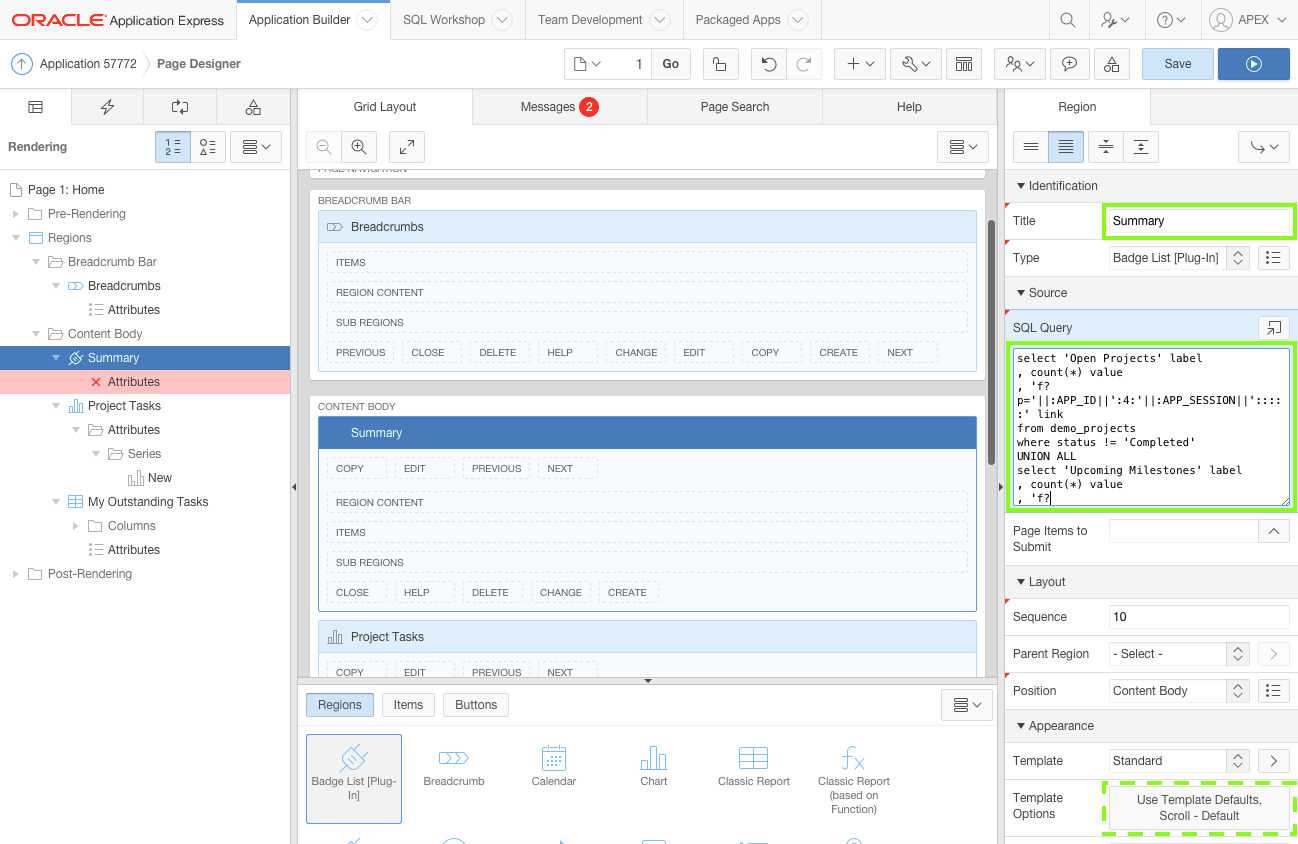 ORACLE Application Express
Application Builder
SQL Workshop
Team Development
Packaged Apps
APEX
Application 57772
Page Designer
1
Go
Save
Rendering
Page 1: Home
Pre-Rendering
Regions
Breadcrumb Bar
Breadcrumbs
Attributes
Content Body
Summary
Attributes
Project Tasks
Attributes
Series
New
My Outstanding Tasks
Columns
Attributes
Post-Rendering
Grid Layout
Messages 2
Page Search
Help
PAGE NAVIGATION
BREADCRUMB BAR
Breadcrumbs
ITEMS
REGION CONTENT
SUB REGIONS
PREVIOUS CLOSE DELETE HELP CHANGE EDIT COPY CREATE NEXT
CONTENT BODY
Summary
COPY EDIT PREVIOUS NEXT
REGION CONTENT
ITEMS
SUB REGIONS
CLOSE HELP DELETE CHANGE CREATE
Project Tasks
COPY EDIT PREVIOUS NEXT
Regions
Items
Buttons
Badge List [Plug-
In]
Breadcrumb
Calendar
Chart
Classic Report
Classic Report
(based on
Function)
Region
Identification
Title
Summary
Type
Badge List [Plug-In]
Source
SQL Query
select 'Open Projects' label
, count(*) value
, 'f?
p='||:APP_ID||':4:'||:APP_SESSION||'::::
:' link
from demo_projects
where status != 'Completed'
UNION ALL
select 'Upcoming Milestones' label
, count(*) value
, 'f?
Page Items to
Submit
Layout
Sequence
10
Parent Region
- Select -
Position
Content Body
Appearance
Template
Standard
Template
Options
Use Template Defaults,
Scroll - Default